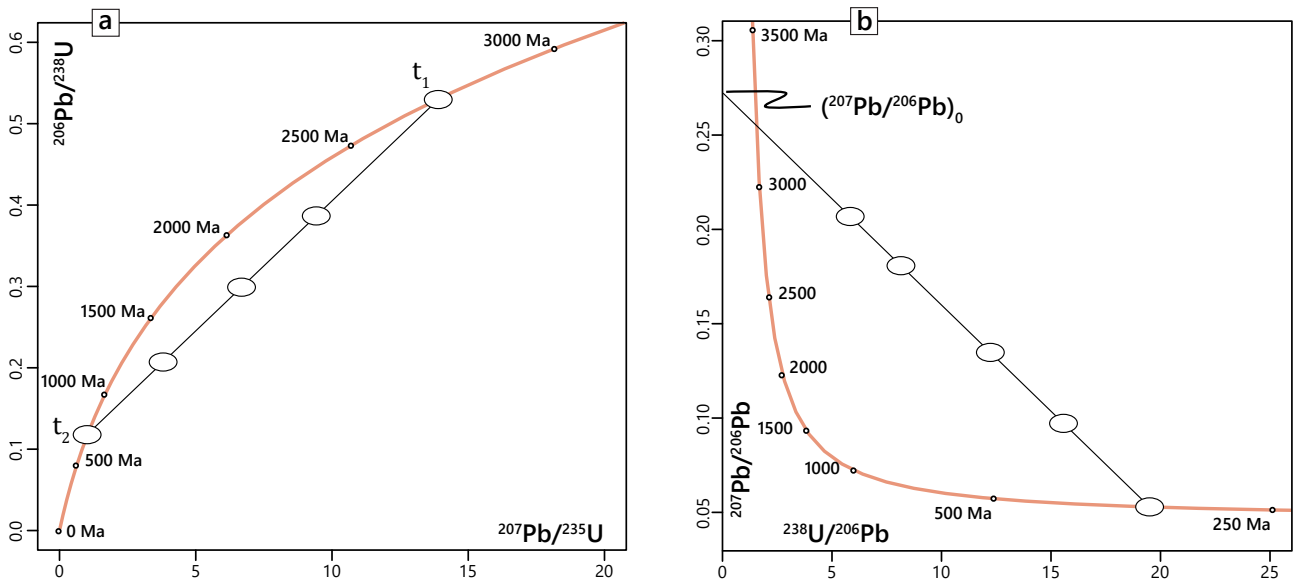 a
²⁰⁶Pb/²³⁸U
0.6
0.5
0.4
0.3
0.2
0.1
0.0
3000 Ma
t₁
2500 Ma
2000 Ma
1500 Ma
1000 Ma
t₂
500 Ma
0 Ma
²⁰⁷Pb/²³⁵U
0
5
10
15
20
b
0.30
0.25
0.20
0.15
0.10
0.05
3500 Ma
(²⁰⁷Pb/²⁰⁶Pb)₀
3000
2500
2000
1500
1000
500 Ma
250 Ma
²⁰⁷Pb/²⁰⁶Pb
²³⁸U/²⁰⁶Pb
0
5
10
15
20
25